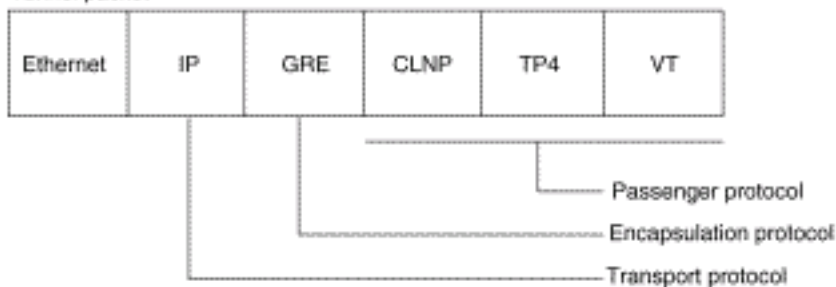 Ethernet IP GRE CLNP TP4 VT
Passenger protocol
Encapsulation protocol
Transport protocol